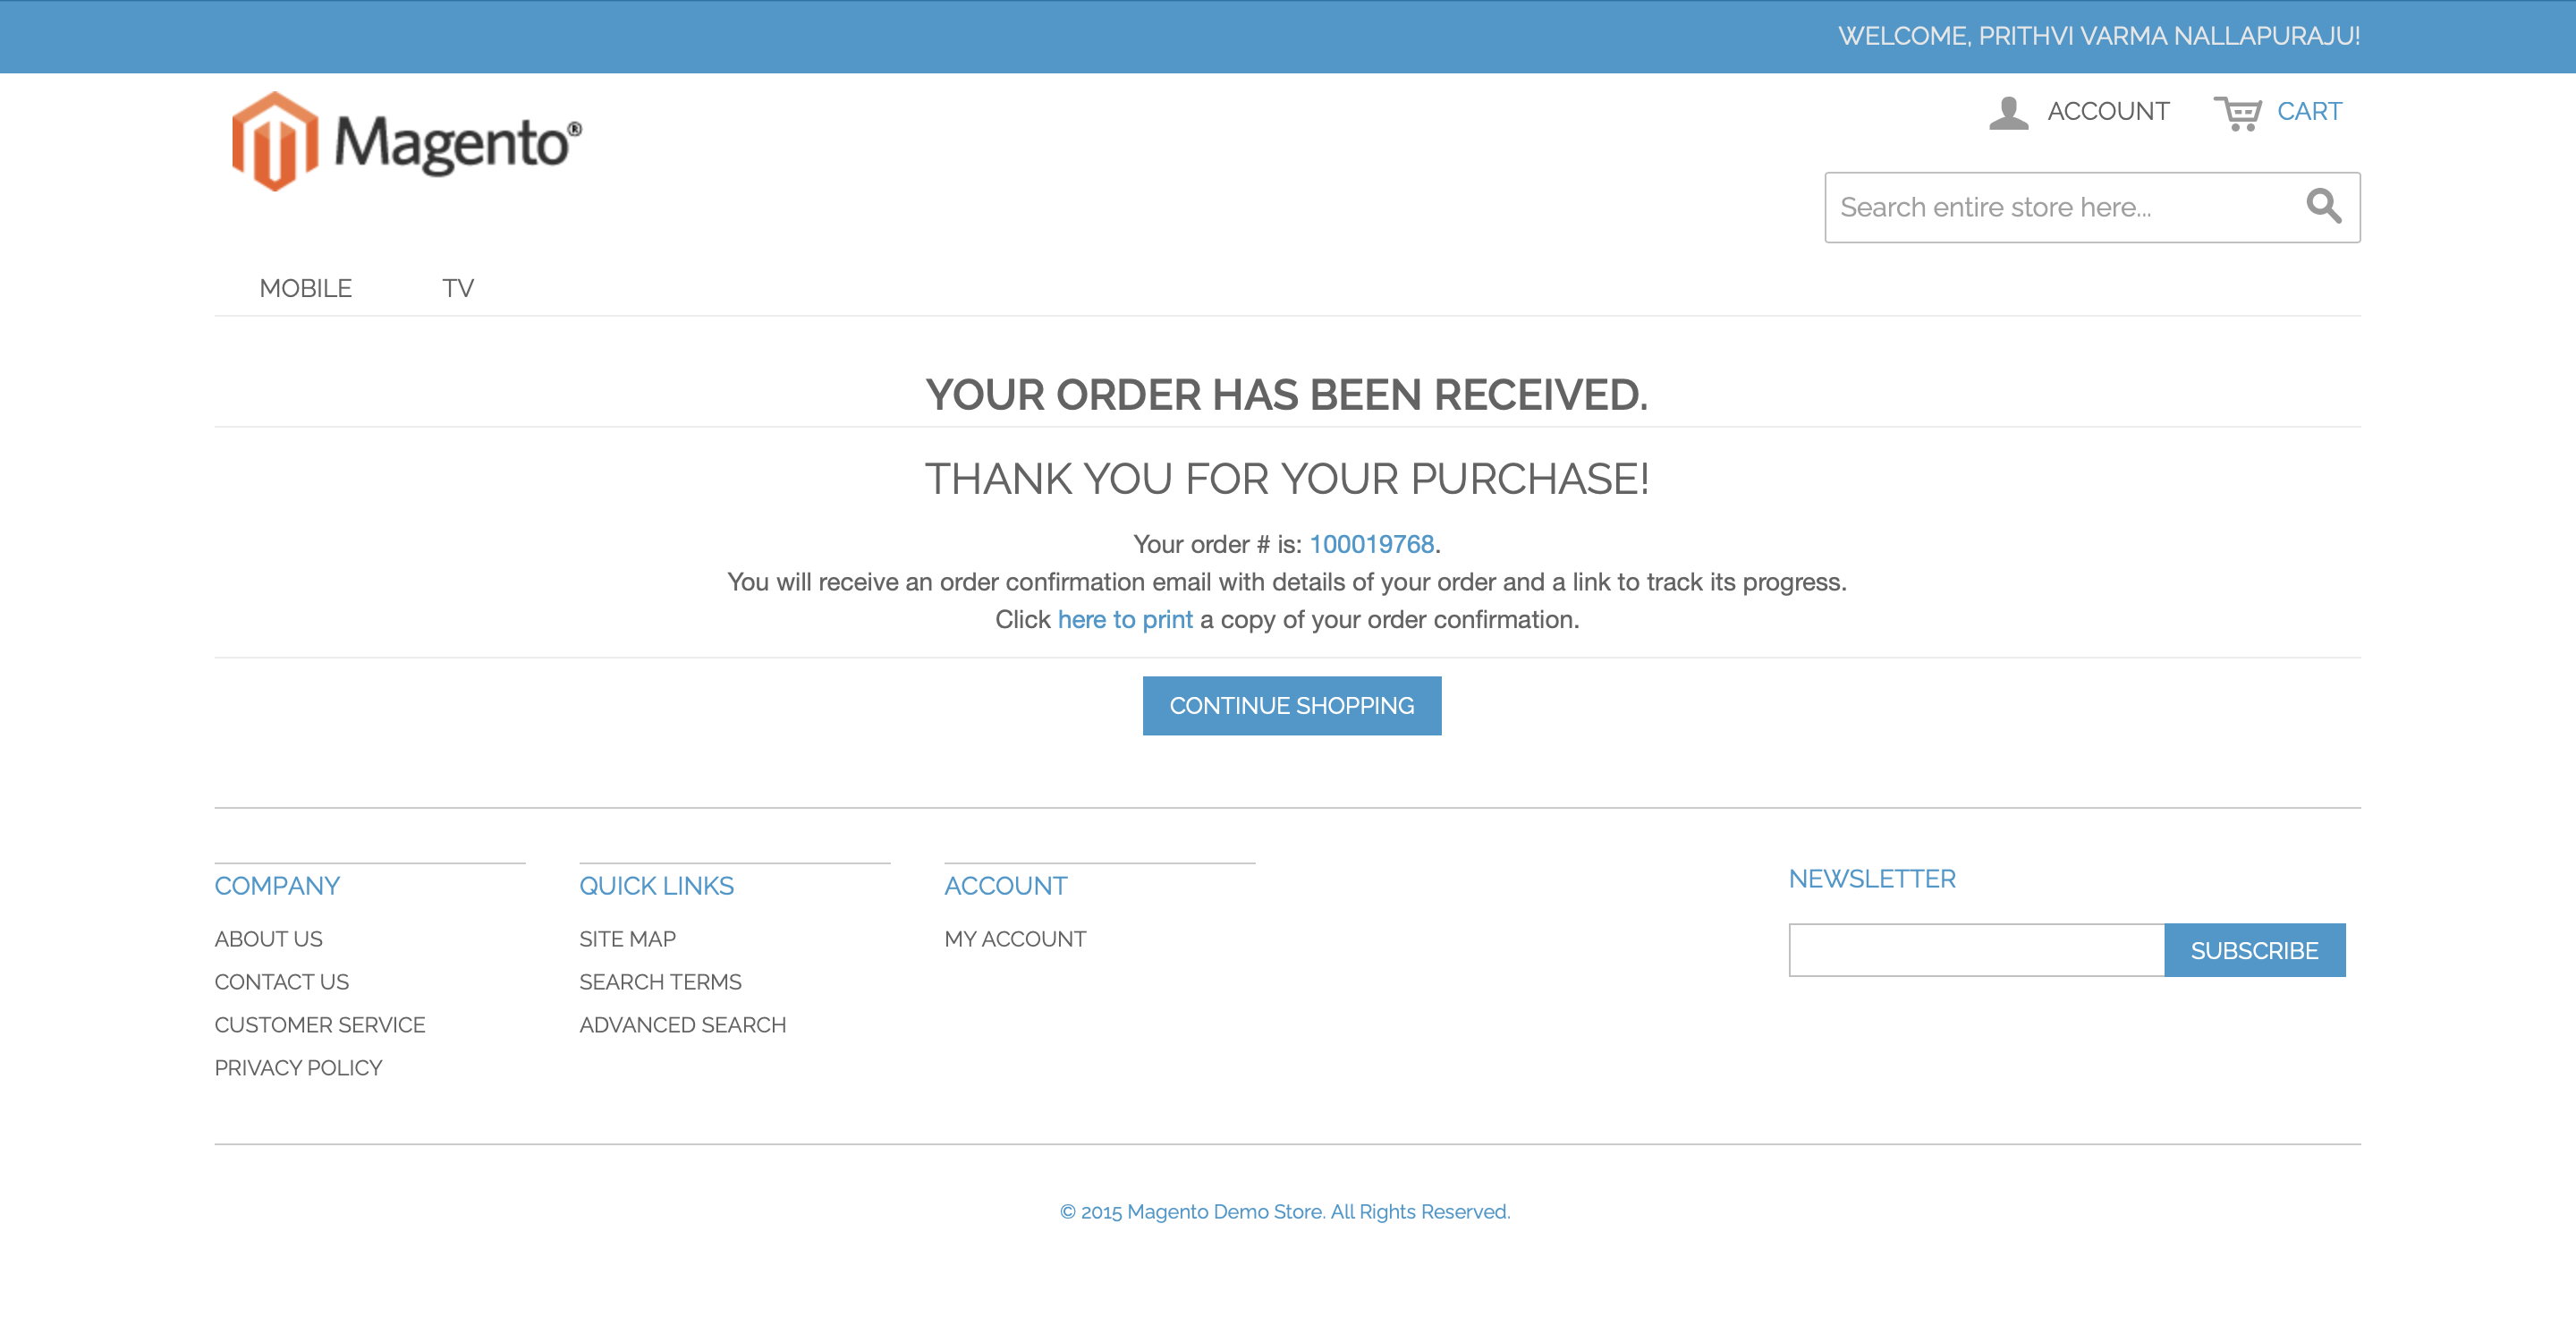 WELCOME, PRITHVI VARMA NALLAPURAJU!
Magento®
ACCOUNT
CART
Search entire store here...
MOBILE
TV
YOUR ORDER HAS BEEN RECEIVED.
THANK YOU FOR YOUR PURCHASE!
Your order # is: 100019768.
You will receive an order confirmation email with details of your order and a link to track its progress.
Click here to print a copy of your order confirmation.
CONTINUE SHOPPING
COMPANY
ABOUT US
CONTACT US
CUSTOMER SERVICE
PRIVACY POLICY
QUICK LINKS
SITE MAP
SEARCH TERMS
ADVANCED SEARCH
ACCOUNT
MY ACCOUNT
NEWSLETTER
SUBSCRIBE
© 2015 Magento Demo Store. All Rights Reserved.